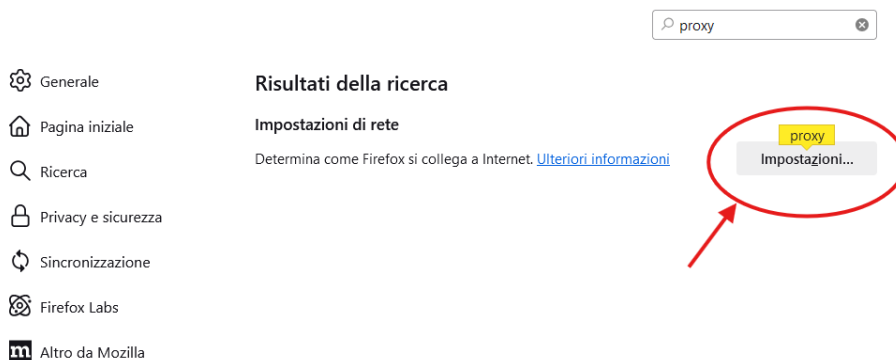 proxy
Generale
Pagina iniziale
Ricerca
Privacy e sicurezza
Sincronizzazione
Firefox Labs
m Altro da Mozilla
Risultati della ricerca
Impostazioni di rete
Determina come Firefox si collega a Internet. Ulteriori informazioni
proxy
Impostazioni...